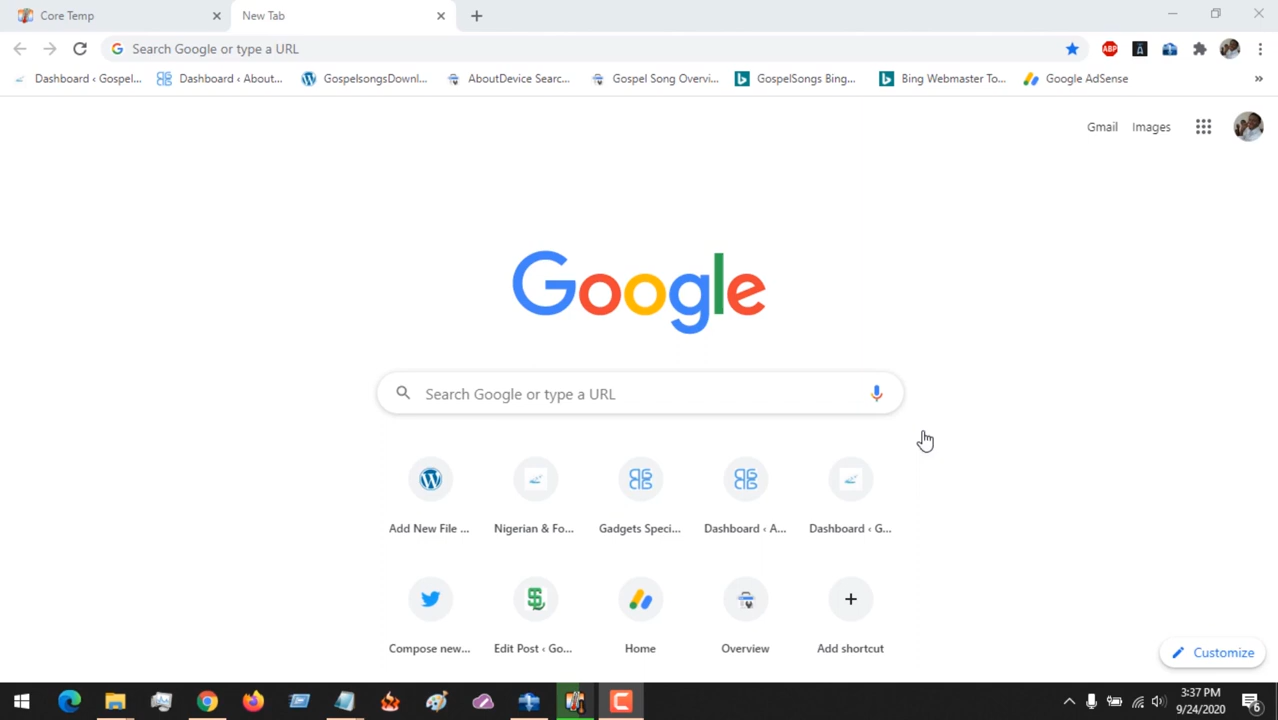 Core Temp
New Tab
Search Google or type a URL
ABP
Dashboard ‹ Gospel...
Dashboard ‹ About...
GospelsongsDownl...
AboutDevice Searc...
Gospel Song Overvi...
GospelSongs Bing...
Bing Webmaster To...
Google AdSense
»
Gmail
Images
Google
Search Google or type a URL
Add New File ...
Nigerian & Fo...
Gadgets Speci...
Dashboard ‹ A...
Dashboard ‹ G...
Compose new...
Edit Post ‹ Go...
Home
Overview
Add shortcut
Customize
3:37 PM
9/24/2020
6